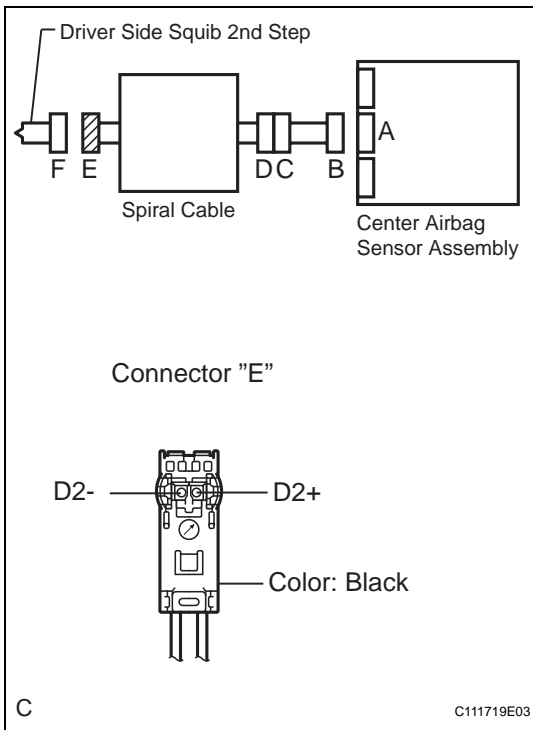 Driver Side Squib 2nd Step
F E D C B A
Spiral Cable
Center Airbag
Sensor Assembly
Connector ”E”
D2- D2+
Color: Black
C C111719E03